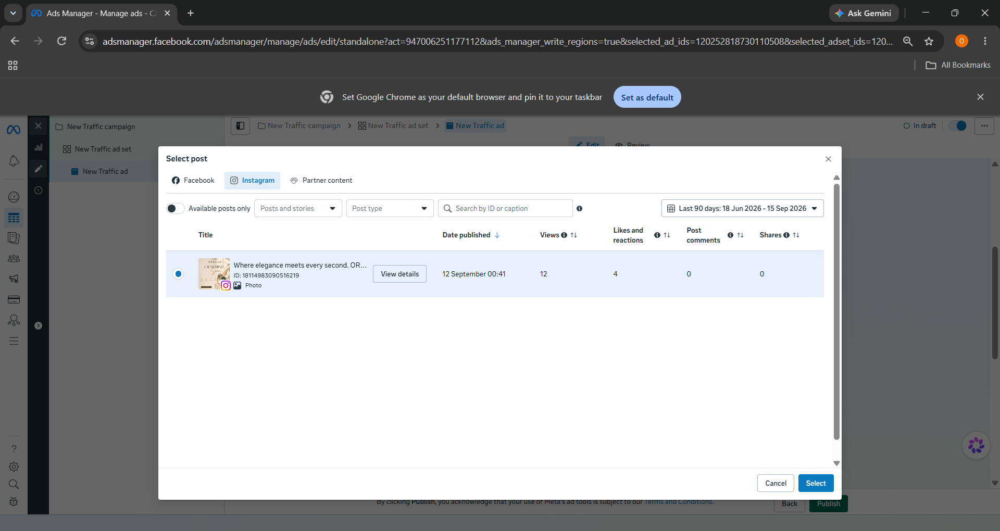 Ads Manager - Manage ads - Ca
Ask Gemini
adsmanager.facebook.com/adsmanager/manage/ads/edit/standalone?act=947006251177112&ads_manager_write_regions=true&selected_ad_ids=120252818730110508&selected_adset_ids=120...
O
All Bookmarks
Set Google Chrome as your default browser and pin it to your taskbar
Set as default
New Traffic campaign
New Traffic campaign
New Traffic ad set
New Traffic ad
In draft
New Traffic ad set
New Traffic ad
Edit
Review
Select post
Facebook
Instagram
Partner content
Available posts only
Posts and stories
Post type
Search by ID or caption
Last 90 days: 18 Jun 2026 - 15 Sep 2026
Title
Date published
Views
Likes and
reactions
Post
comments
Shares
LAUNCHING
Soon
Where elegance meets every second. OR...
ID: 18114983090516219
Photo
View details
12 September 00:41
12
4
0
0
Cancel
Select
By clicking Publish, you acknowledge that your use of Meta's ad tools is subject to our Terms and Conditions.
Back
Publish